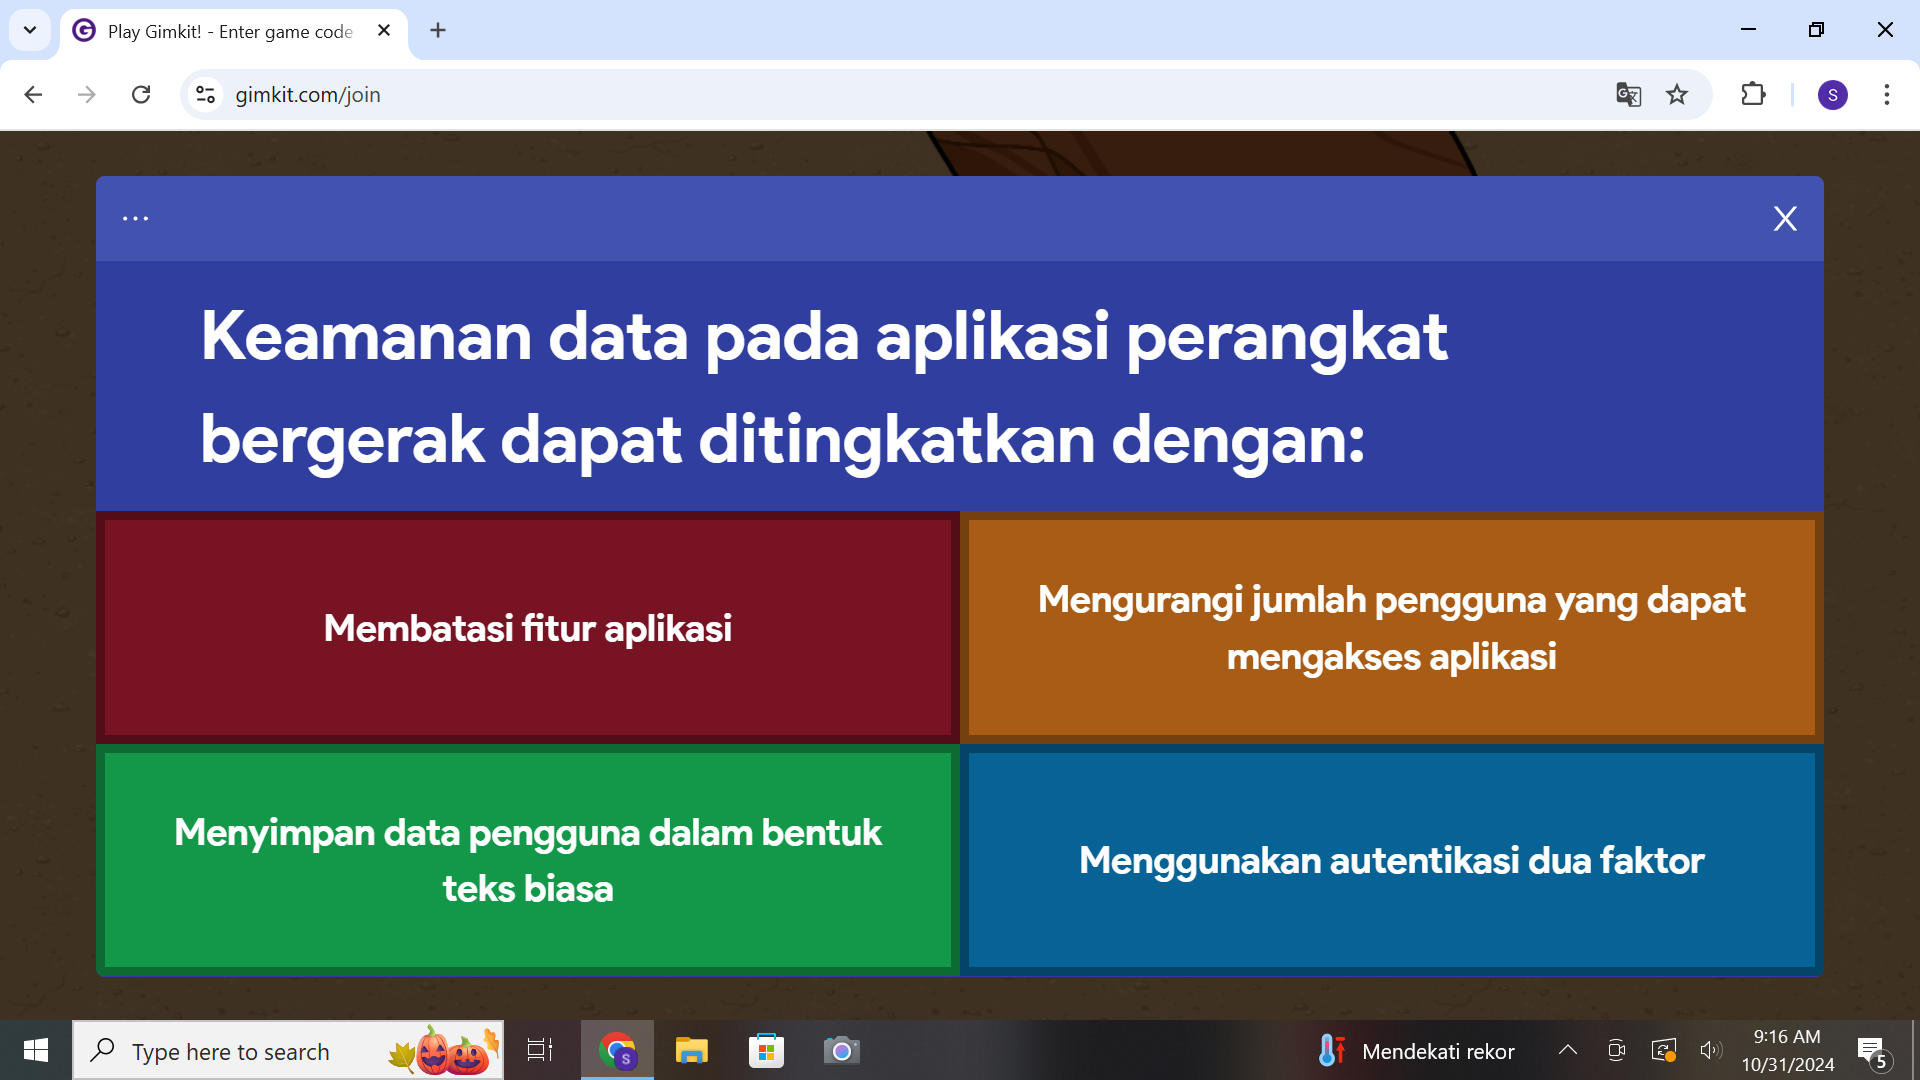 Play Gimkit! - Enter game code
gimkit.com/join
S
...
X
Keamanan data pada aplikasi perangkat
bergerak dapat ditingkatkan dengan:
Membatasi fitur aplikasi
Mengurangi jumlah pengguna yang dapat
mengakses aplikasi
Menyimpan data pengguna dalam bentuk
teks biasa
Menggunakan autentikasi dua faktor
Type here to search
S
Mendekati rekor
9:16 AM
10/31/2024
5